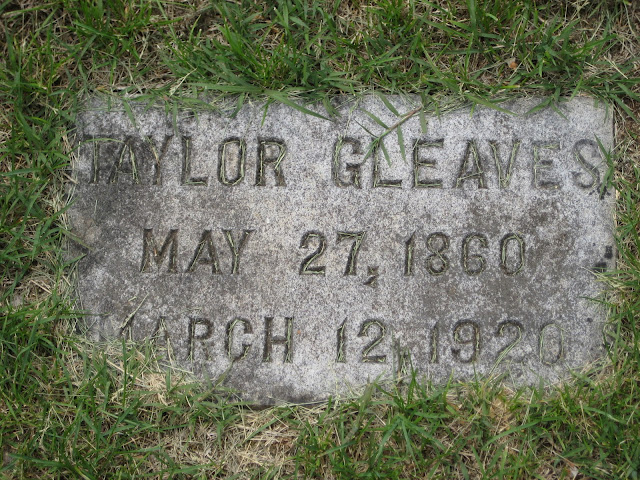 TAYLOR GLEAVES
MAY 27, 1860
MARCH 12, 1920